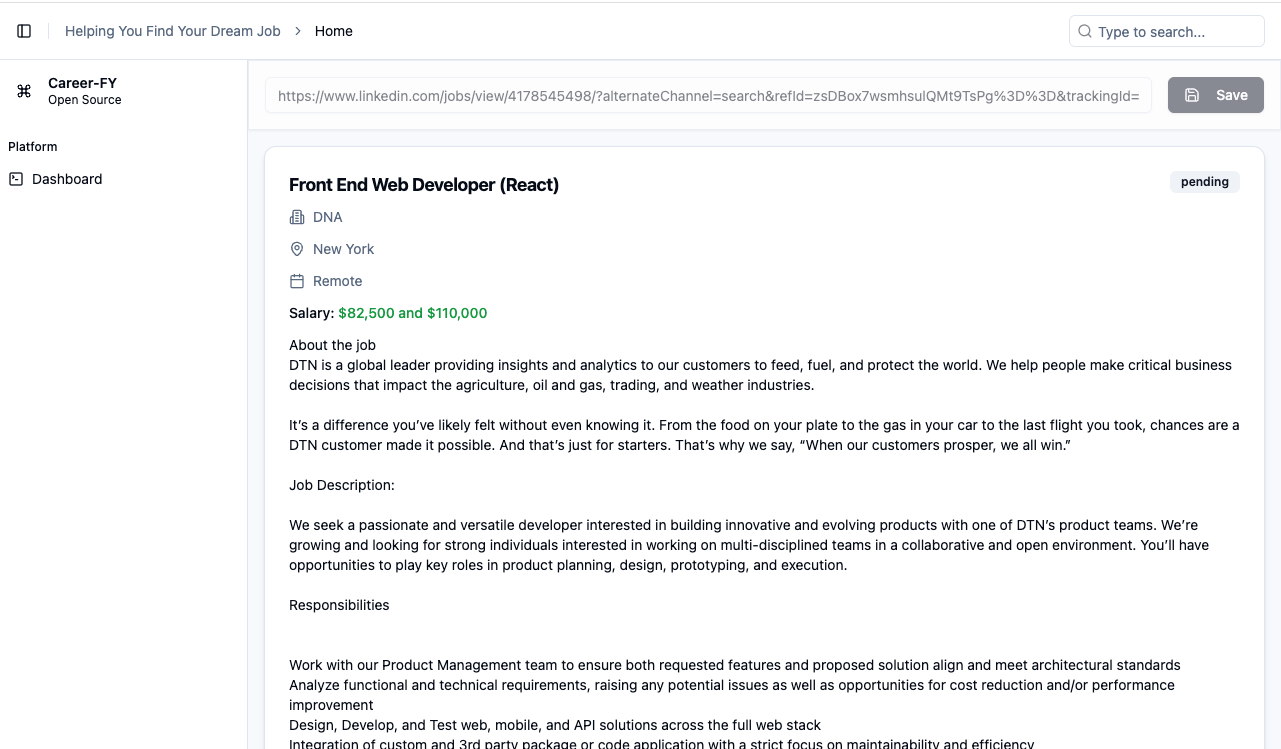 Helping You Find Your Dream Job > Home
Type to search...
Career-FY
Open Source
Platform
Dashboard
https://www.linkedin.com/jobs/view/4178545498/?alternateChannel=search&refId=zsDBox7wsmhsulQMt9TsPg%3D%3D&trackingId=
Save
Front End Web Developer (React)
pending
DNA
New York
Remote
Salary: $82,500 and $110,000
About the job
DTN is a global leader providing insights and analytics to our customers to feed, fuel, and protect the world. We help people make critical business
decisions that impact the agriculture, oil and gas, trading, and weather industries.
It’s a difference you’ve likely felt without even knowing it. From the food on your plate to the gas in your car to the last flight you took, chances are a
DTN customer made it possible. And that’s just for starters. That’s why we say, “When our customers prosper, we all win.”
Job Description:
We seek a passionate and versatile developer interested in building innovative and evolving products with one of DTN’s product teams. We’re
growing and looking for strong individuals interested in working on multi-disciplined teams in a collaborative and open environment. You’ll have
opportunities to play key roles in product planning, design, prototyping, and execution.
Responsibilities
Work with our Product Management team to ensure both requested features and proposed solution align and meet architectural standards
Analyze functional and technical requirements, raising any potential issues as well as opportunities for cost reduction and/or performance
improvement
Design, Develop, and Test web, mobile, and API solutions across the full web stack
Integration of custom and 3rd party package or code application with a strict focus on maintainability and efficiency